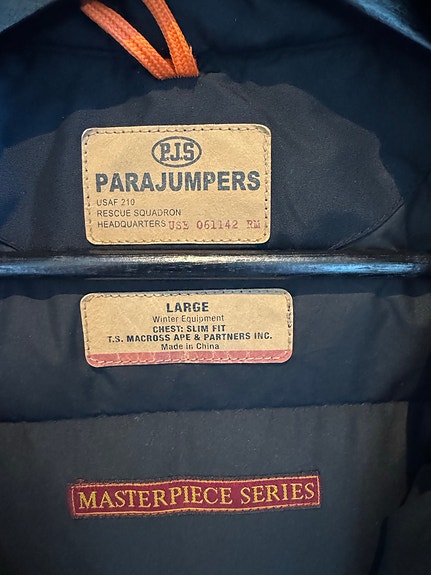 P.J.S
PARAJUMPERS
USAF 210
RESCUE SQUADRON
HEADQUARTERS USE 061142 RM
LARGE
Winter Equipment
CHEST: SLIM FIT
T.S. MACROSS APE & PARTNERS INC.
Made in China
MASTERPIECE SERIES